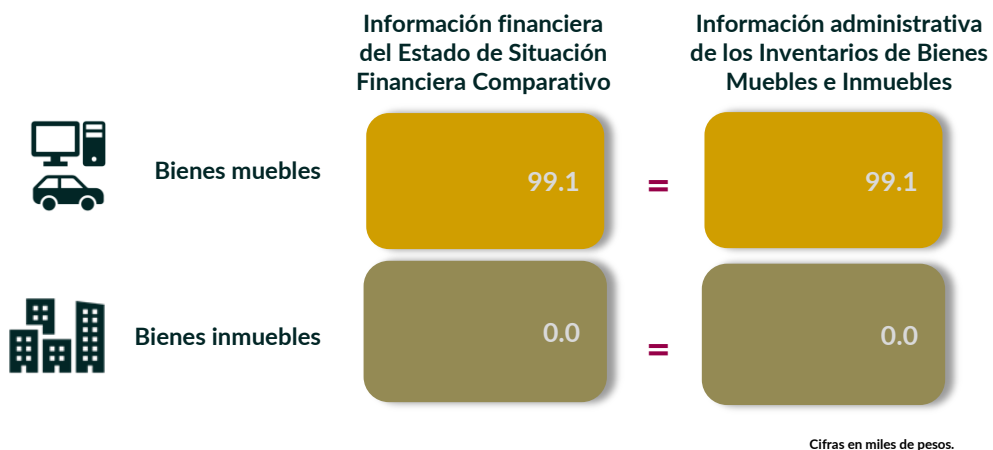 Información financiera
del Estado de Situación
Financiera Comparativo
Información administrativa
de los Inventarios de Bienes
Muebles e Inmuebles
Bienes muebles
99.1
=
99.1
Bienes inmuebles
0.0
=
0.0
Cifras en miles de pesos.